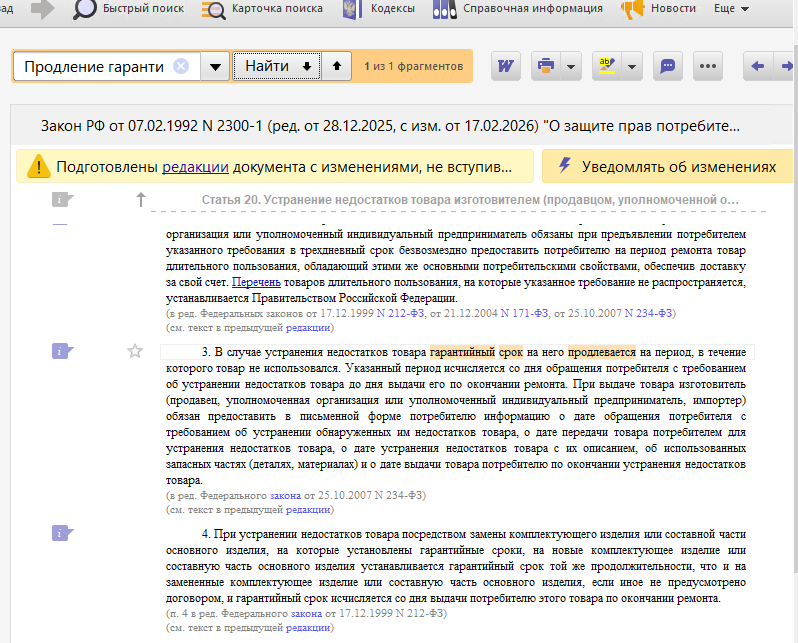 зад Быстрый поиск Карточка поиска Кодексы Справочная информация Новости Еще
Продление гаранти Найти 1 из 1 фрагментов
Закон РФ от 07.02.1992 N 2300-1 (ред. от 28.12.2025, с изм. от 17.02.2026) "О защите прав потребите...
Подготовлены редакции документа с изменениями, не вступив... Уведомлять об изменениях
Статья 20. Устранение недостатков товара изготовителем (продавцом, уполномоченной о...
организация или уполномоченный индивидуальный предприниматель обязаны при предъявлении потребителем
указанного требования в трехдневный срок безвозмездно предоставить потребителю на период ремонта товар
длительного пользования, обладающий этими же основными потребительскими свойствами, обеспечив доставку
за свой счет. Перечень товаров длительного пользования, на которые указанное требование не распространяется,
устанавливается Правительством Российской Федерации.
(в ред. Федеральных законов от 17.12.1999 N 212-ФЗ, от 21.12.2004 N 171-ФЗ, от 25.10.2007 N 234-ФЗ)
(см. текст в предыдущей редакции)
3. В случае устранения недостатков товара гарантийный срок на него продлевается на период, в течение
которого товар не использовался. Указанный период исчисляется со дня обращения потребителя с требованием
об устранении недостатков товара до дня выдачи его по окончании ремонта. При выдаче товара изготовитель
(продавец, уполномоченная организация или уполномоченный индивидуальный предприниматель, импортер)
обязан предоставить в письменной форме потребителю информацию о дате обращения потребителя с
требованием об устранении обнаруженных им недостатков товара, о дате передачи товара потребителем для
устранения недостатков товара, о дате устранения недостатков товара с их описанием, об использованных
запасных частях (деталях, материалах) и о дате выдачи товара потребителю по окончании устранения недостатков
товара.
(в ред. Федерального закона от 25.10.2007 N 234-ФЗ)
(см. текст в предыдущей редакции)
4. При устранении недостатков товара посредством замены комплектующего изделия или составной части
основного изделия, на которые установлены гарантийные сроки, на новые комплектующее изделие или
составную часть основного изделия устанавливается гарантийный срок той же продолжительности, что и на
замененные комплектующее изделие или составную часть основного изделия, если иное не предусмотрено
договором, и гарантийный срок исчисляется со дня выдачи потребителю этого товара по окончании ремонта.
(п. 4 в ред. Федерального закона от 17.12.1999 N 212-ФЗ)
(см. текст в предыдущей редакции)